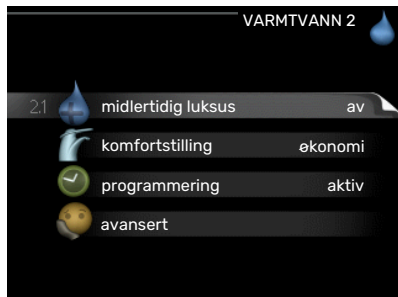 VARMTVANN 2
2.1 midlertidig luksus av
komfortstilling økonomi
programmering aktiv
avansert